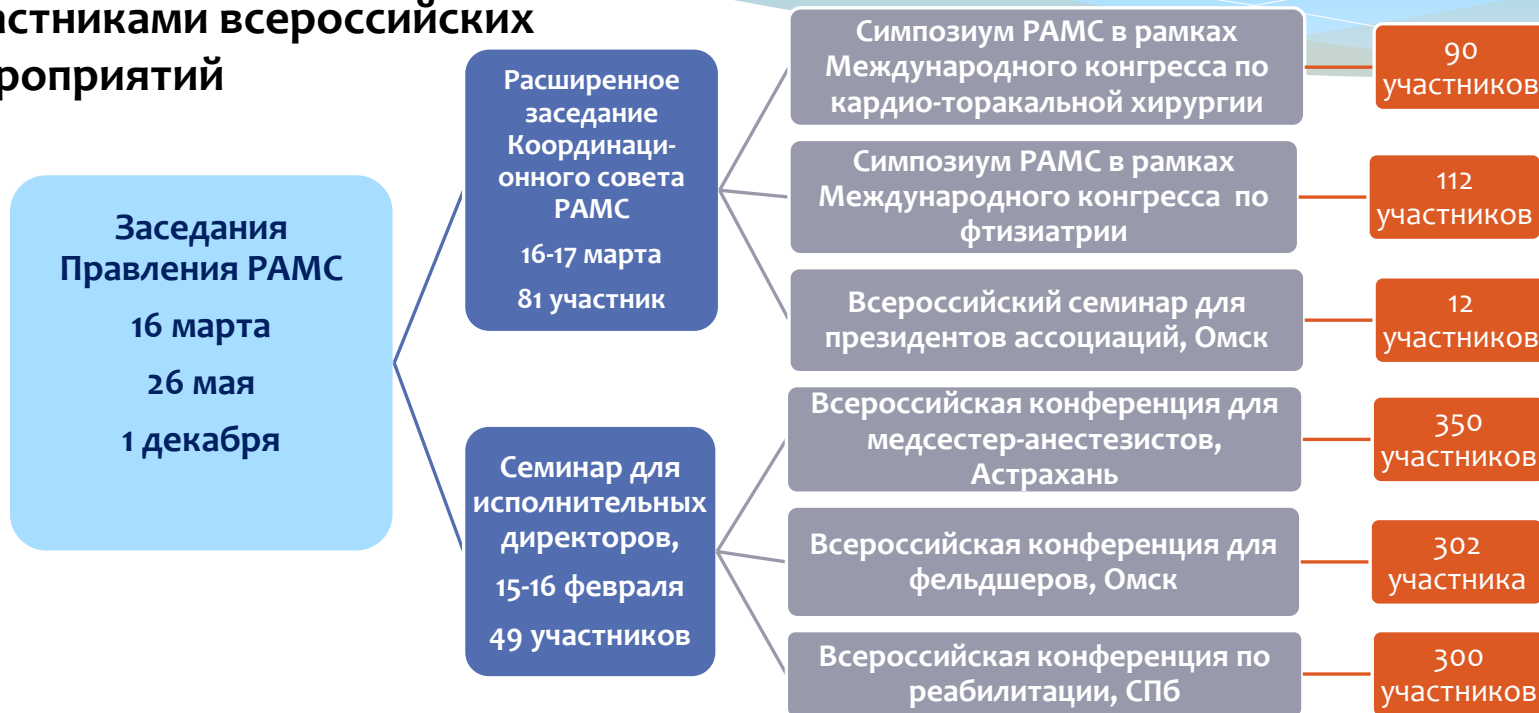 астниками всероссийских
роприятий
Заседания
Правления РАМС
16 марта
26 мая
1 декабря
Расширенное
заседание
Координаци-
онного совета
РАМС
16-17 марта
81 участник
Семинар для
исполнительных
директоров,
15-16 февраля
49 участников
Симпозиум РАМС в рамках
Международного конгресса по
кардио-торакальной хирургии
90
участников
Симпозиум РАМС в рамках
Международного конгресса по
фтизиатрии
112
участников
Всероссийский семинар для
президентов ассоциаций, Омск
12
участников
Всероссийская конференция для
медсестер-анестезистов,
Астрахань
350
участников
Всероссийская конференция для
фельдшеров, Омск
302
участника
Всероссийская конференция по
реабилитации, СПб
300
участников